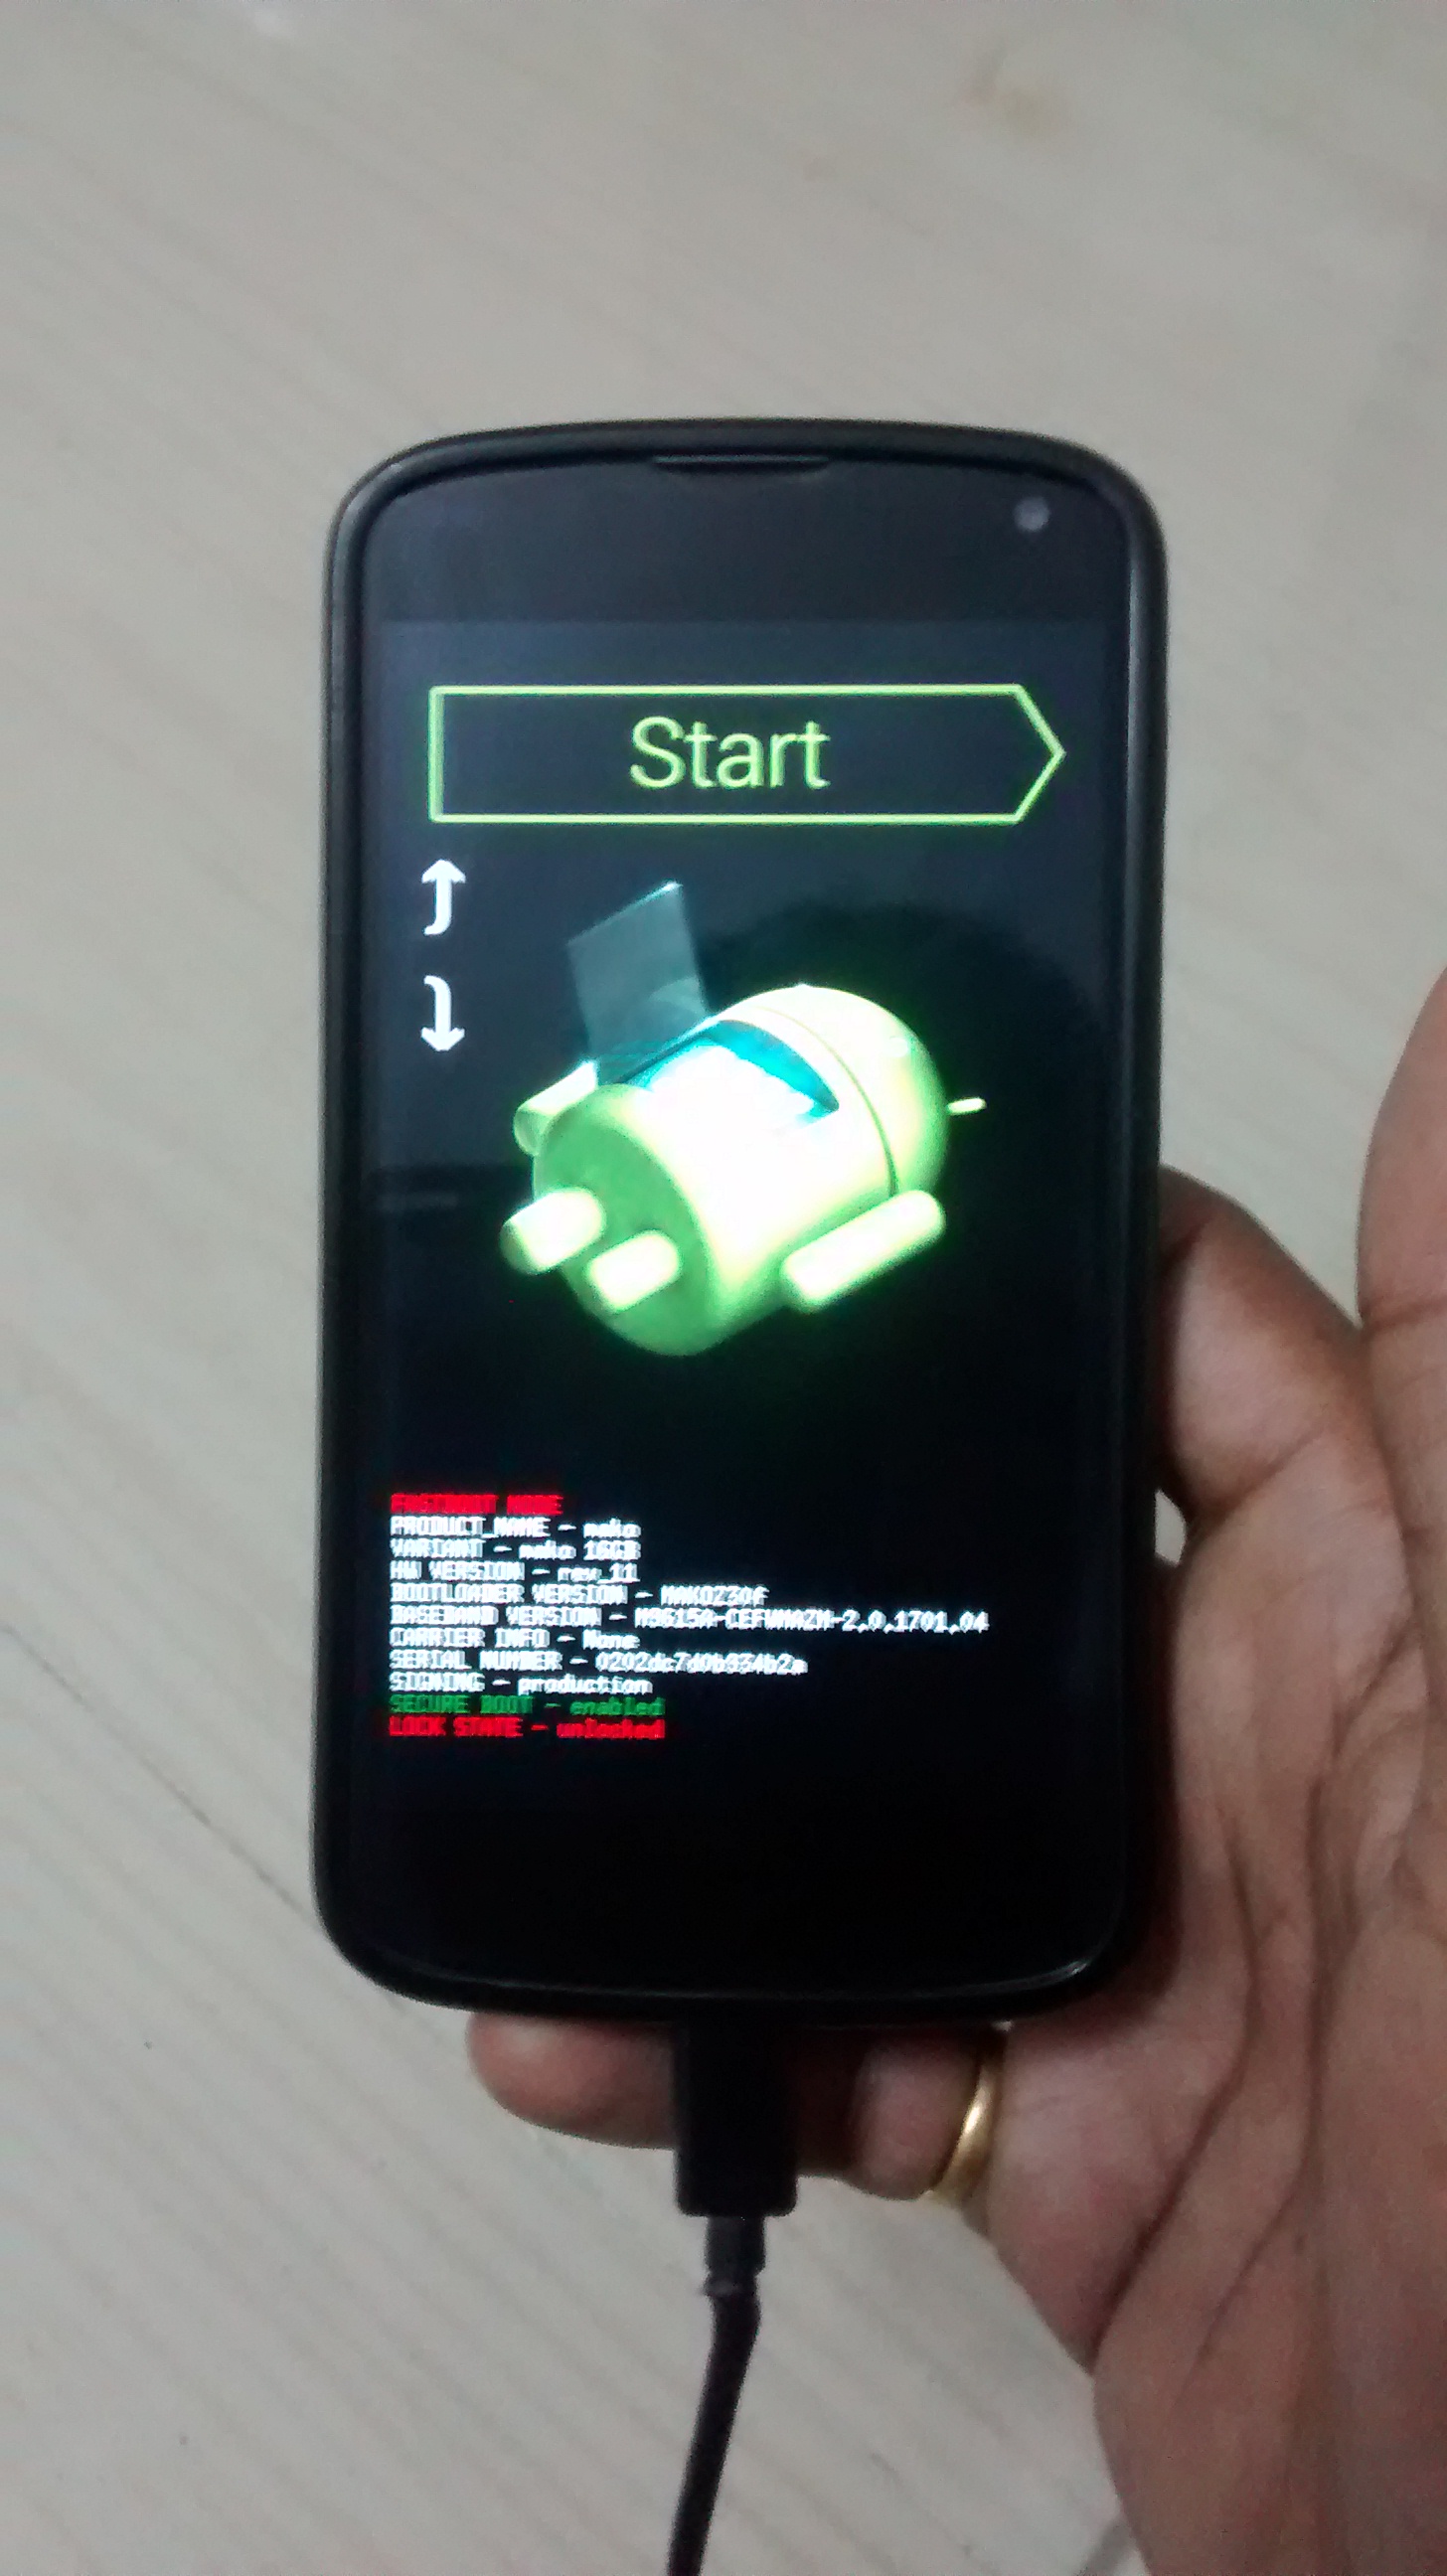 Start
FASTBOOT MODE
PRODUCT_NAME - mako
VARIANT - mako 16GB
HW VERSION - rev_11
BOOTLOADER VERSION - MAKOZ30f
BASEBAND VERSION - M9615A-CEFWMAZM-2.0.1701.04
CARRIER INFO - None
SERIAL NUMBER -
SIGNING - production
SECURE BOOT - enabled
LOCK STATE - unlocked